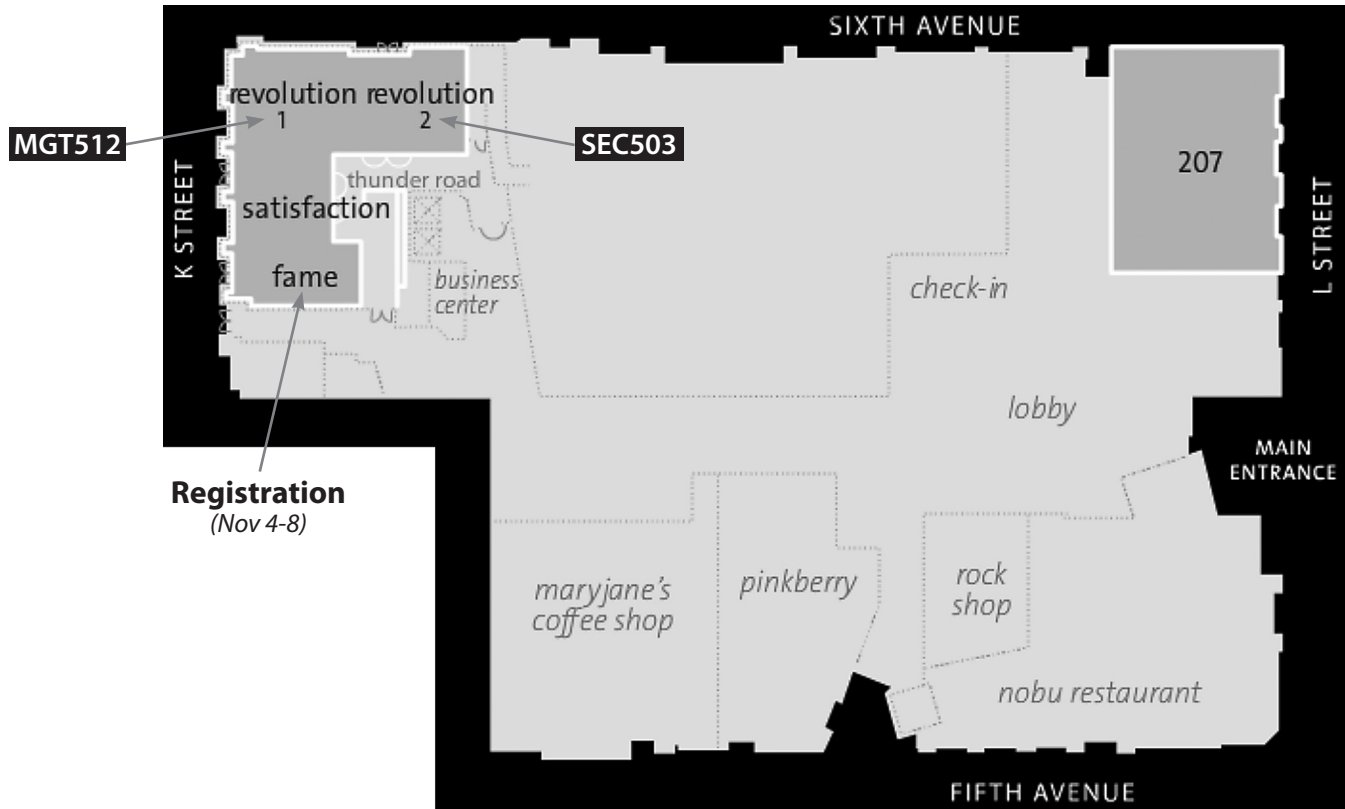 SIXTH AVENUE
revolution revolution
1 2
MGT512
SEC503
207
thunder road
satisfaction
K STREET
L STREET
fame
business
center
check-in
lobby
MAIN
ENTRANCE
Registration
(Nov 4-8)
maryjane's
coffee shop
pinkberry
rock
shop
nobu restaurant
FIFTH AVENUE